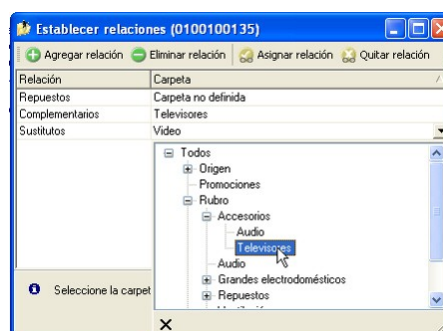 Establecer relaciones (0100100135)
Agregar relación Eliminar relación Asignar relación Quitar relación
Relación Carpeta
Repuestos Carpeta no definida
Complementarios Televisores
Sustitutos Video
Todos
Origen
Promociones
Rubro
Accesorios
Audio
Televisores
Audio
Grandes electrodomésticos
Repuestos
Seleccione la carpet